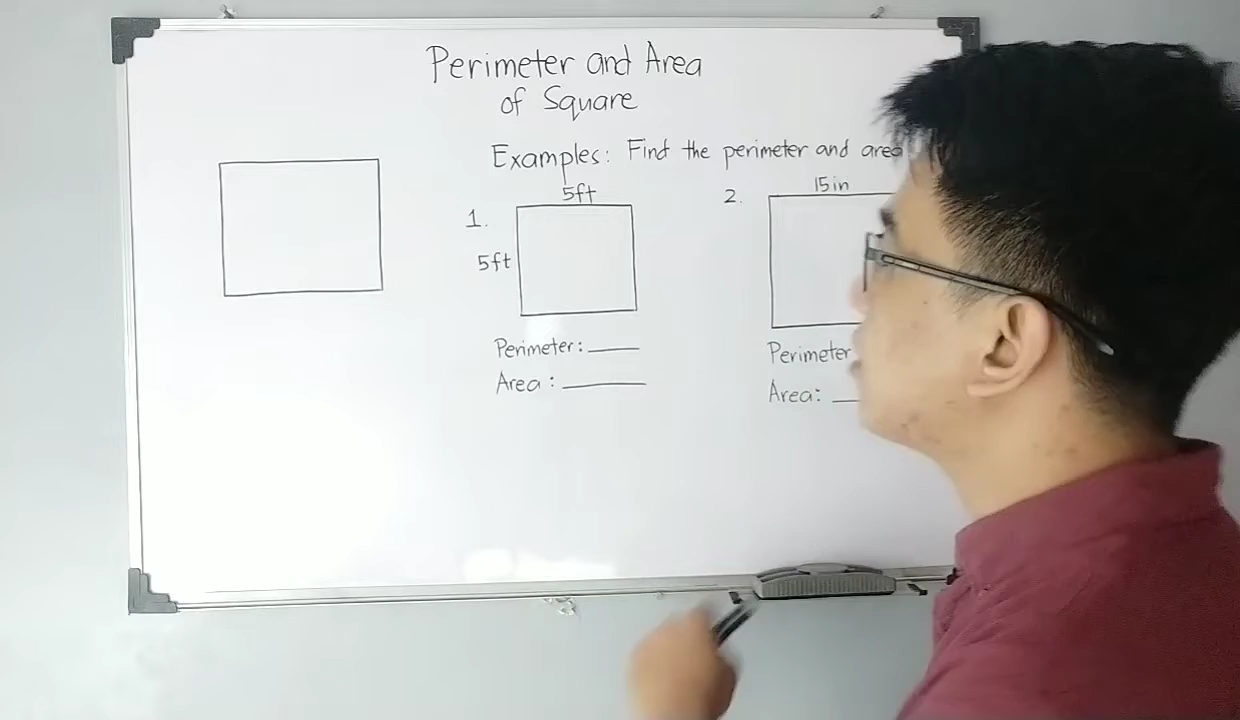 Perimeter and Area
of Square
Examples: Find the perimeter and area
5ft
1.
5ft
Perimeter:
Area:
15in
2.
Perimeter
Area: